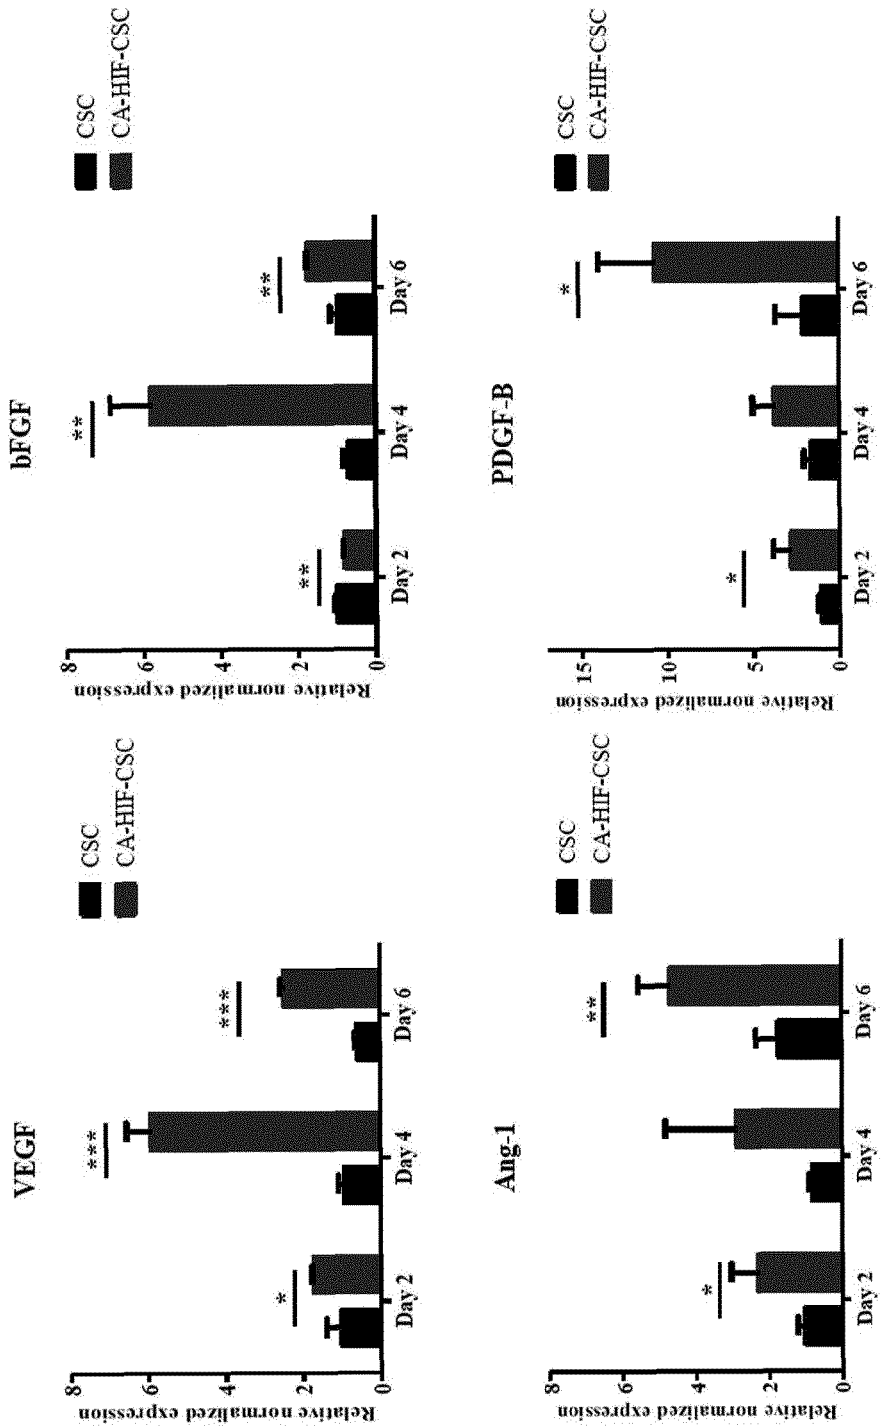 VEGF
CSC
CA-HIF-CSC
Relative normalized expression
8
6
4
2
0
*
***
***
Day 2
Day 4
Day 6
bFGF
CSC
CA-HIF-CSC
Relative normalized expression
8
6
4
2
0
**
**
**
Day 2
Day 4
Day 6
Ang-1
CSC
CA-HIF-CSC
Relative normalized expression
8
6
4
2
0
*
**
Day 2
Day 4
Day 6
PDGF-B
CSC
CA-HIF-CSC
Relative normalized expression
15
10
5
0
*
*
Day 2
Day 4
Day 6